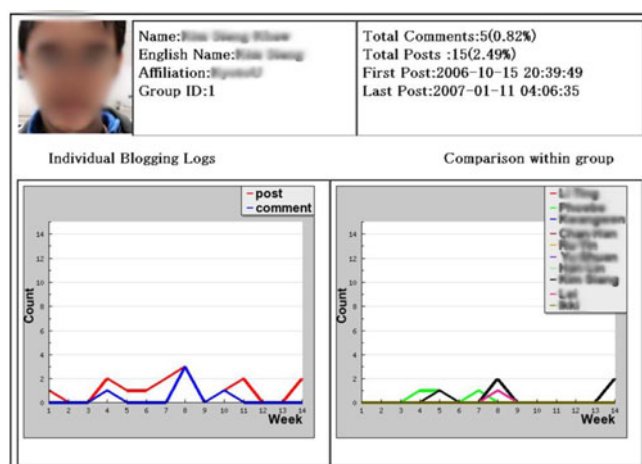 Name:
English Name:
Affiliation:
Group ID:1
Total Comments:5(0.82%)
Total Posts :15(2.49%)
First Post:2006-10-15 20:39:49
Last Post:2007-01-11 04:06:35
Individual Blogging Logs
Comparison within group
post
comment
Count
14
12
10
8
6
4
2
0
1 2 3 4 5 6 7 8 9 10 11 12 13 14
Week
Count
14
12
10
8
6
4
2
0
1 2 3 4 5 6 7 8 9 10 11 12 13 14
Week